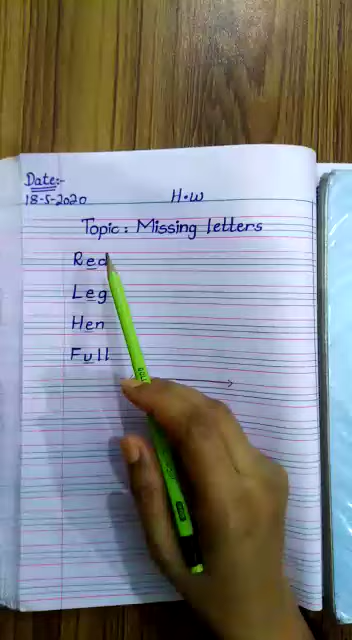 Date:-
18-5-2020 H.W
Topic: Missing letters
Red
Leg
Hen
Full